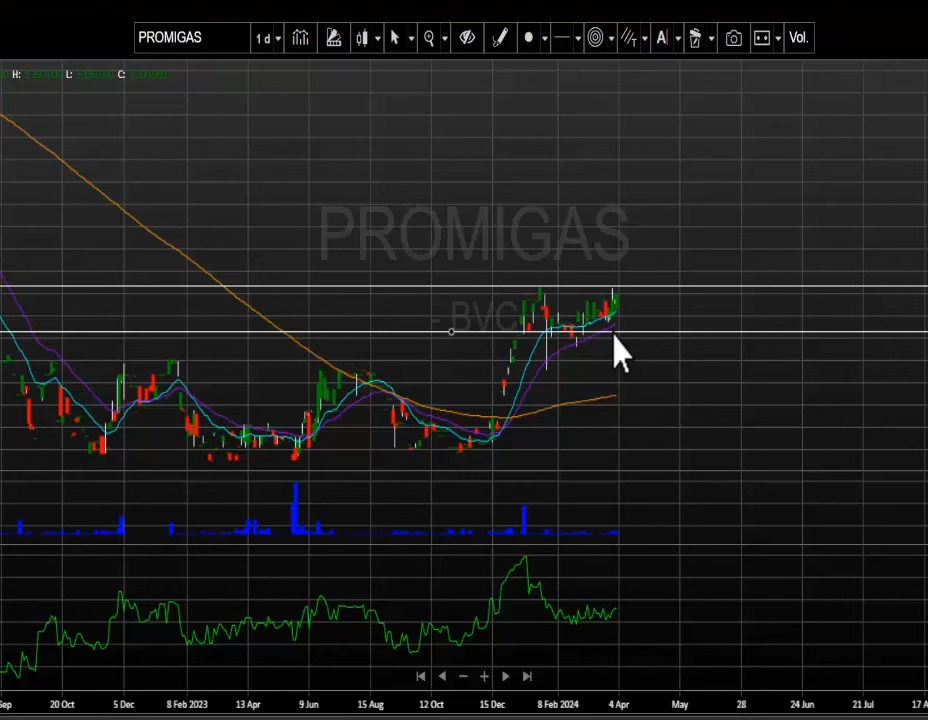 PROMIGAS 1 d A Vol.
H: L: C:
PROMIGAS
- BVC
Sep 20 Oct 5 Dec 8 Feb 2023 13 Apr 9 Jun 15 Aug 12 Oct 15 Dec 8 Feb 2024 4 Apr May 28 24 Jun 21 Jul 17 A